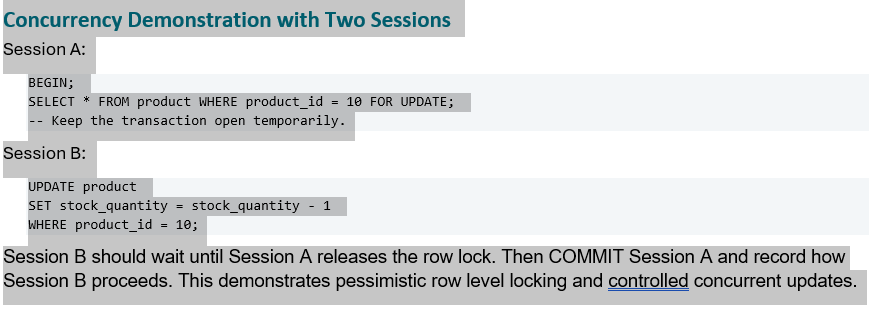 Concurrency Demonstration with Two Sessions
Session A:
BEGIN;
SELECT * FROM product WHERE product_id = 10 FOR UPDATE;
-- Keep the transaction open temporarily.
Session B:
UPDATE product
SET stock_quantity = stock_quantity - 1
WHERE product_id = 10;
Session B should wait until Session A releases the row lock. Then COMMIT Session A and record how
Session B proceeds. This demonstrates pessimistic row level locking and controlled concurrent updates.